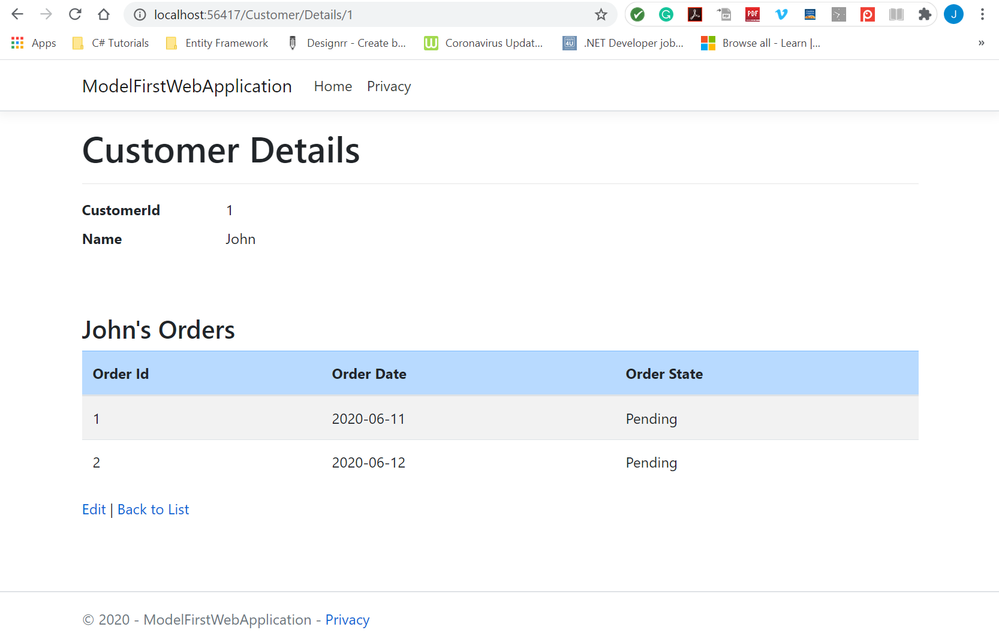 localhost:56417/Customer/Details/1
PDF
PDF
J
Apps
C# Tutorials
Entity Framework
Designrr - Create b...
Coronavirus Updat...
.NET Developer job...
Browse all - Learn |...
»
ModelFirstWebApplication Home Privacy
Customer Details
CustomerId 1
Name John
John's Orders
Order Id Order Date Order State
1 2020-06-11 Pending
2 2020-06-12 Pending
Edit | Back to List
© 2020 - ModelFirstWebApplication - Privacy